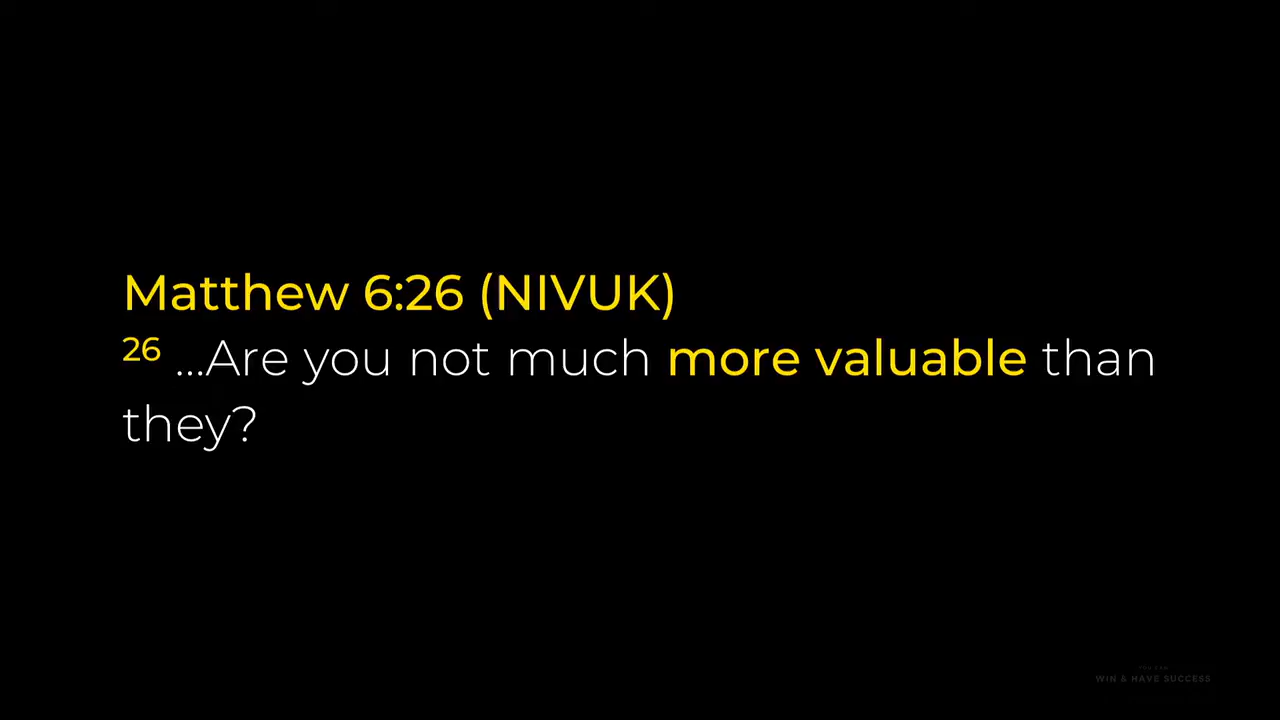 Matthew 6:26 (NIVUK)
26 ...Are you not much more valuable than
they?
WIN & HAVE SUCCESS